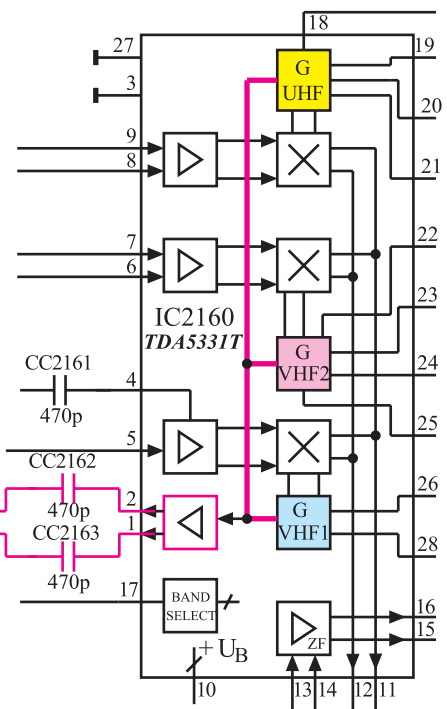 18
27
G
UHF
19
3
20
9
8
21
7
6
22
IC2160
TDA5331T
23
G
VHF2
24
CC2161
4
470p
25
5
CC2162
2
470p
26
CC2163
1
G
VHF1
470p
28
17
BAND
SELECT
16
ZF
15
+UB
10
13
14
12
11